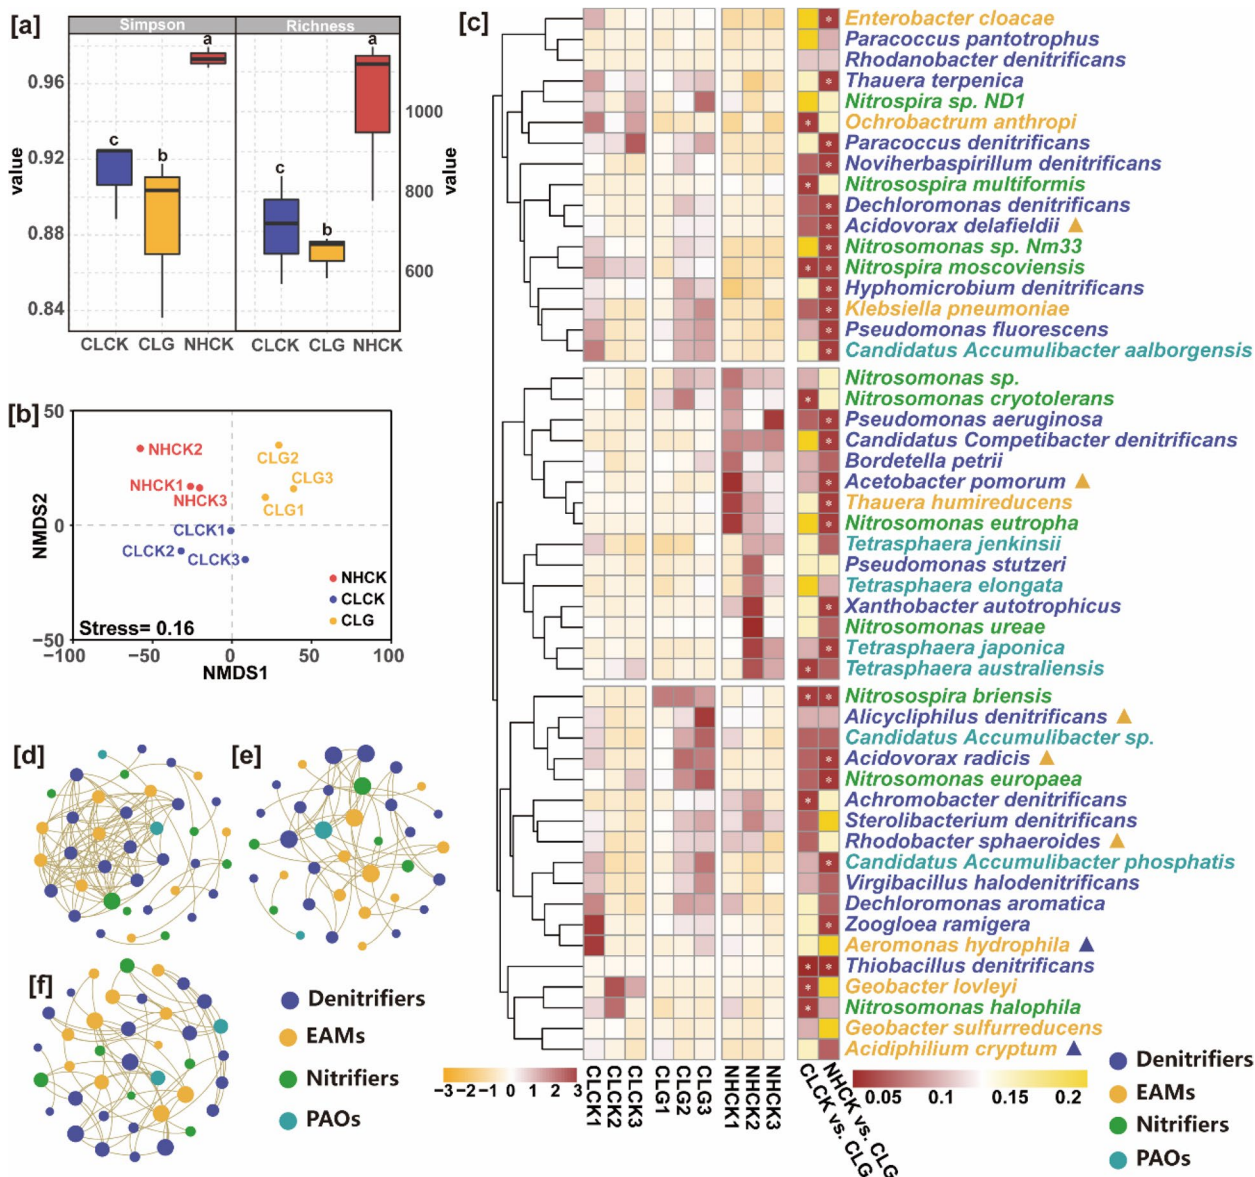 [a]
Simpson
Richness
value
0.96
0.92
0.88
0.84
c
b
a
c
b
a
1000
800
600
value
CLCK CLG NHCK
CLCK CLG NHCK
[b]
50
0
−50
NMDS2
NHCK2
NHCK1
NHCK3
CLG2
CLG3
CLG1
CLCK1
CLCK2
CLCK3
NHCK
CLCK
CLG
Stress= 0.16
−100 −50 0 50 100
NMDS1
[c]
Enterobacter cloacae
Paracoccus pantotrophus
Rhodanobacter denitrificans
Thauera terpenica
Nitrospira sp. ND1
Ochrobactrum anthropi
Paracoccus denitrificans
Noviherbaspirillum denitrificans
Nitrosospira multiformis
Dechloromonas denitrificans
Acidovorax delafieldii
Nitrosomonas sp. Nm33
Nitrospira moscoviensis
Hyphomicrobium denitrificans
Klebsiella pneumoniae
Pseudomonas fluorescens
Candidatus Accumulibacter aalborgensis
Nitrosomonas sp.
Nitrosomonas cryotolerans
Pseudomonas aeruginosa
Candidatus Competibacter denitrificans
Bordetella petrii
Acetobacter pomorum
Thauera humireducens
Nitrosomonas eutropha
Tetrasphaera jenkinsii
Pseudomonas stutzeri
Tetrasphaera elongata
Xanthobacter autotrophicus
Nitrosomonas ureae
Tetrasphaera japonica
Tetrasphaera australiensis
Nitrosospira briensis
Alicycliphilus denitrificans
Candidatus Accumulibacter sp.
Acidovorax radicis
Nitrosomonas europaea
Achromobacter denitrificans
Sterolibacterium denitrificans
Rhodobacter sphaeroides
Candidatus Accumulibacter phosphatis
Virgibacillus halodenitrificans
Dechloromonas aromatica
Zoogloea ramigera
Aeromonas hydrophila
Thiobacillus denitrificans
Geobacter lovleyi
Nitrosomonas halophila
Geobacter sulfurreducens
Acidiphilium cryptum
−3 −2 −1 0 1 2 3
CLCK1
CLCK2
CLCK3
CLG1
CLG2
CLG3
NHCK1
NHCK2
NHCK3
CLCK vs. CLG
NHCK vs. CLG
0.05 0.1 0.15 0.2
Denitrifiers
EAMs
Nitrifiers
PAOs
[d]
[e]
[f]
Denitrifiers
EAMs
Nitrifiers
PAOs